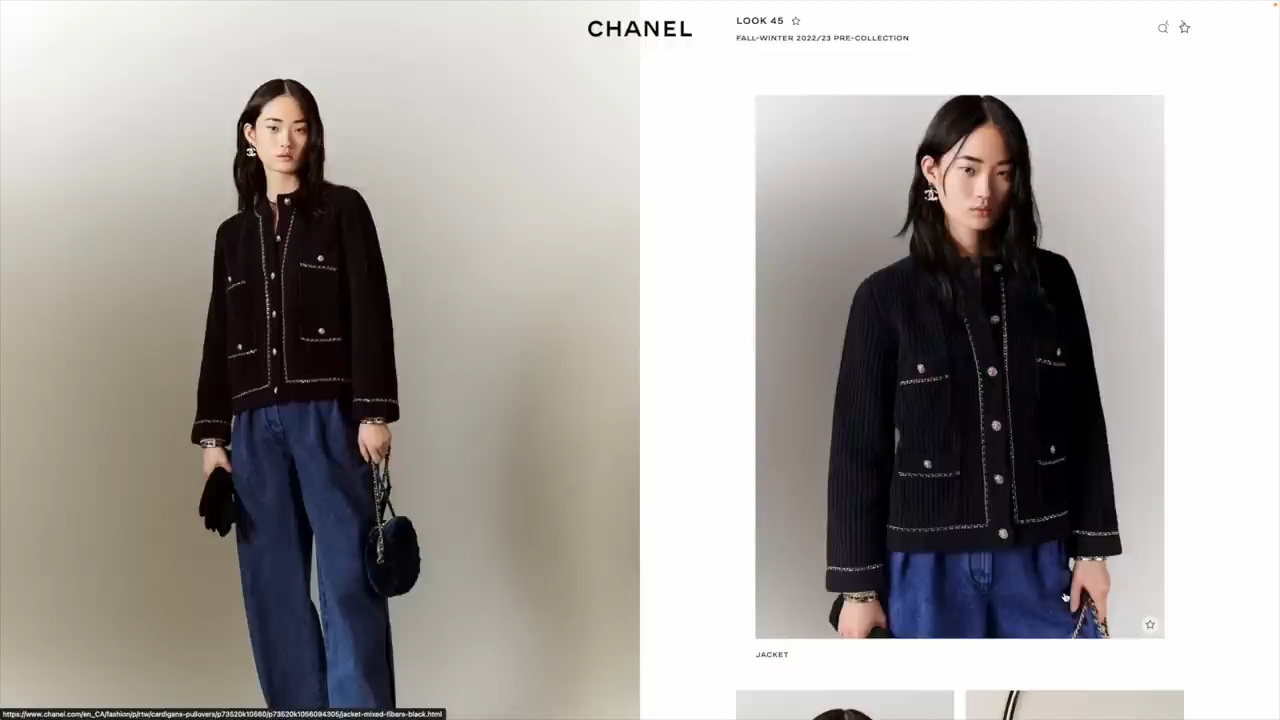 CHANEL
LOOK 45
FALL-WINTER 2022/23 PRE-COLLECTION
JACKET
https://www.chanel.com/en_CA/fashion/p/rtw/cardigans-pullovers/p73520k10560/p73520k1056094305/jacket-mixed-fibers-black.html